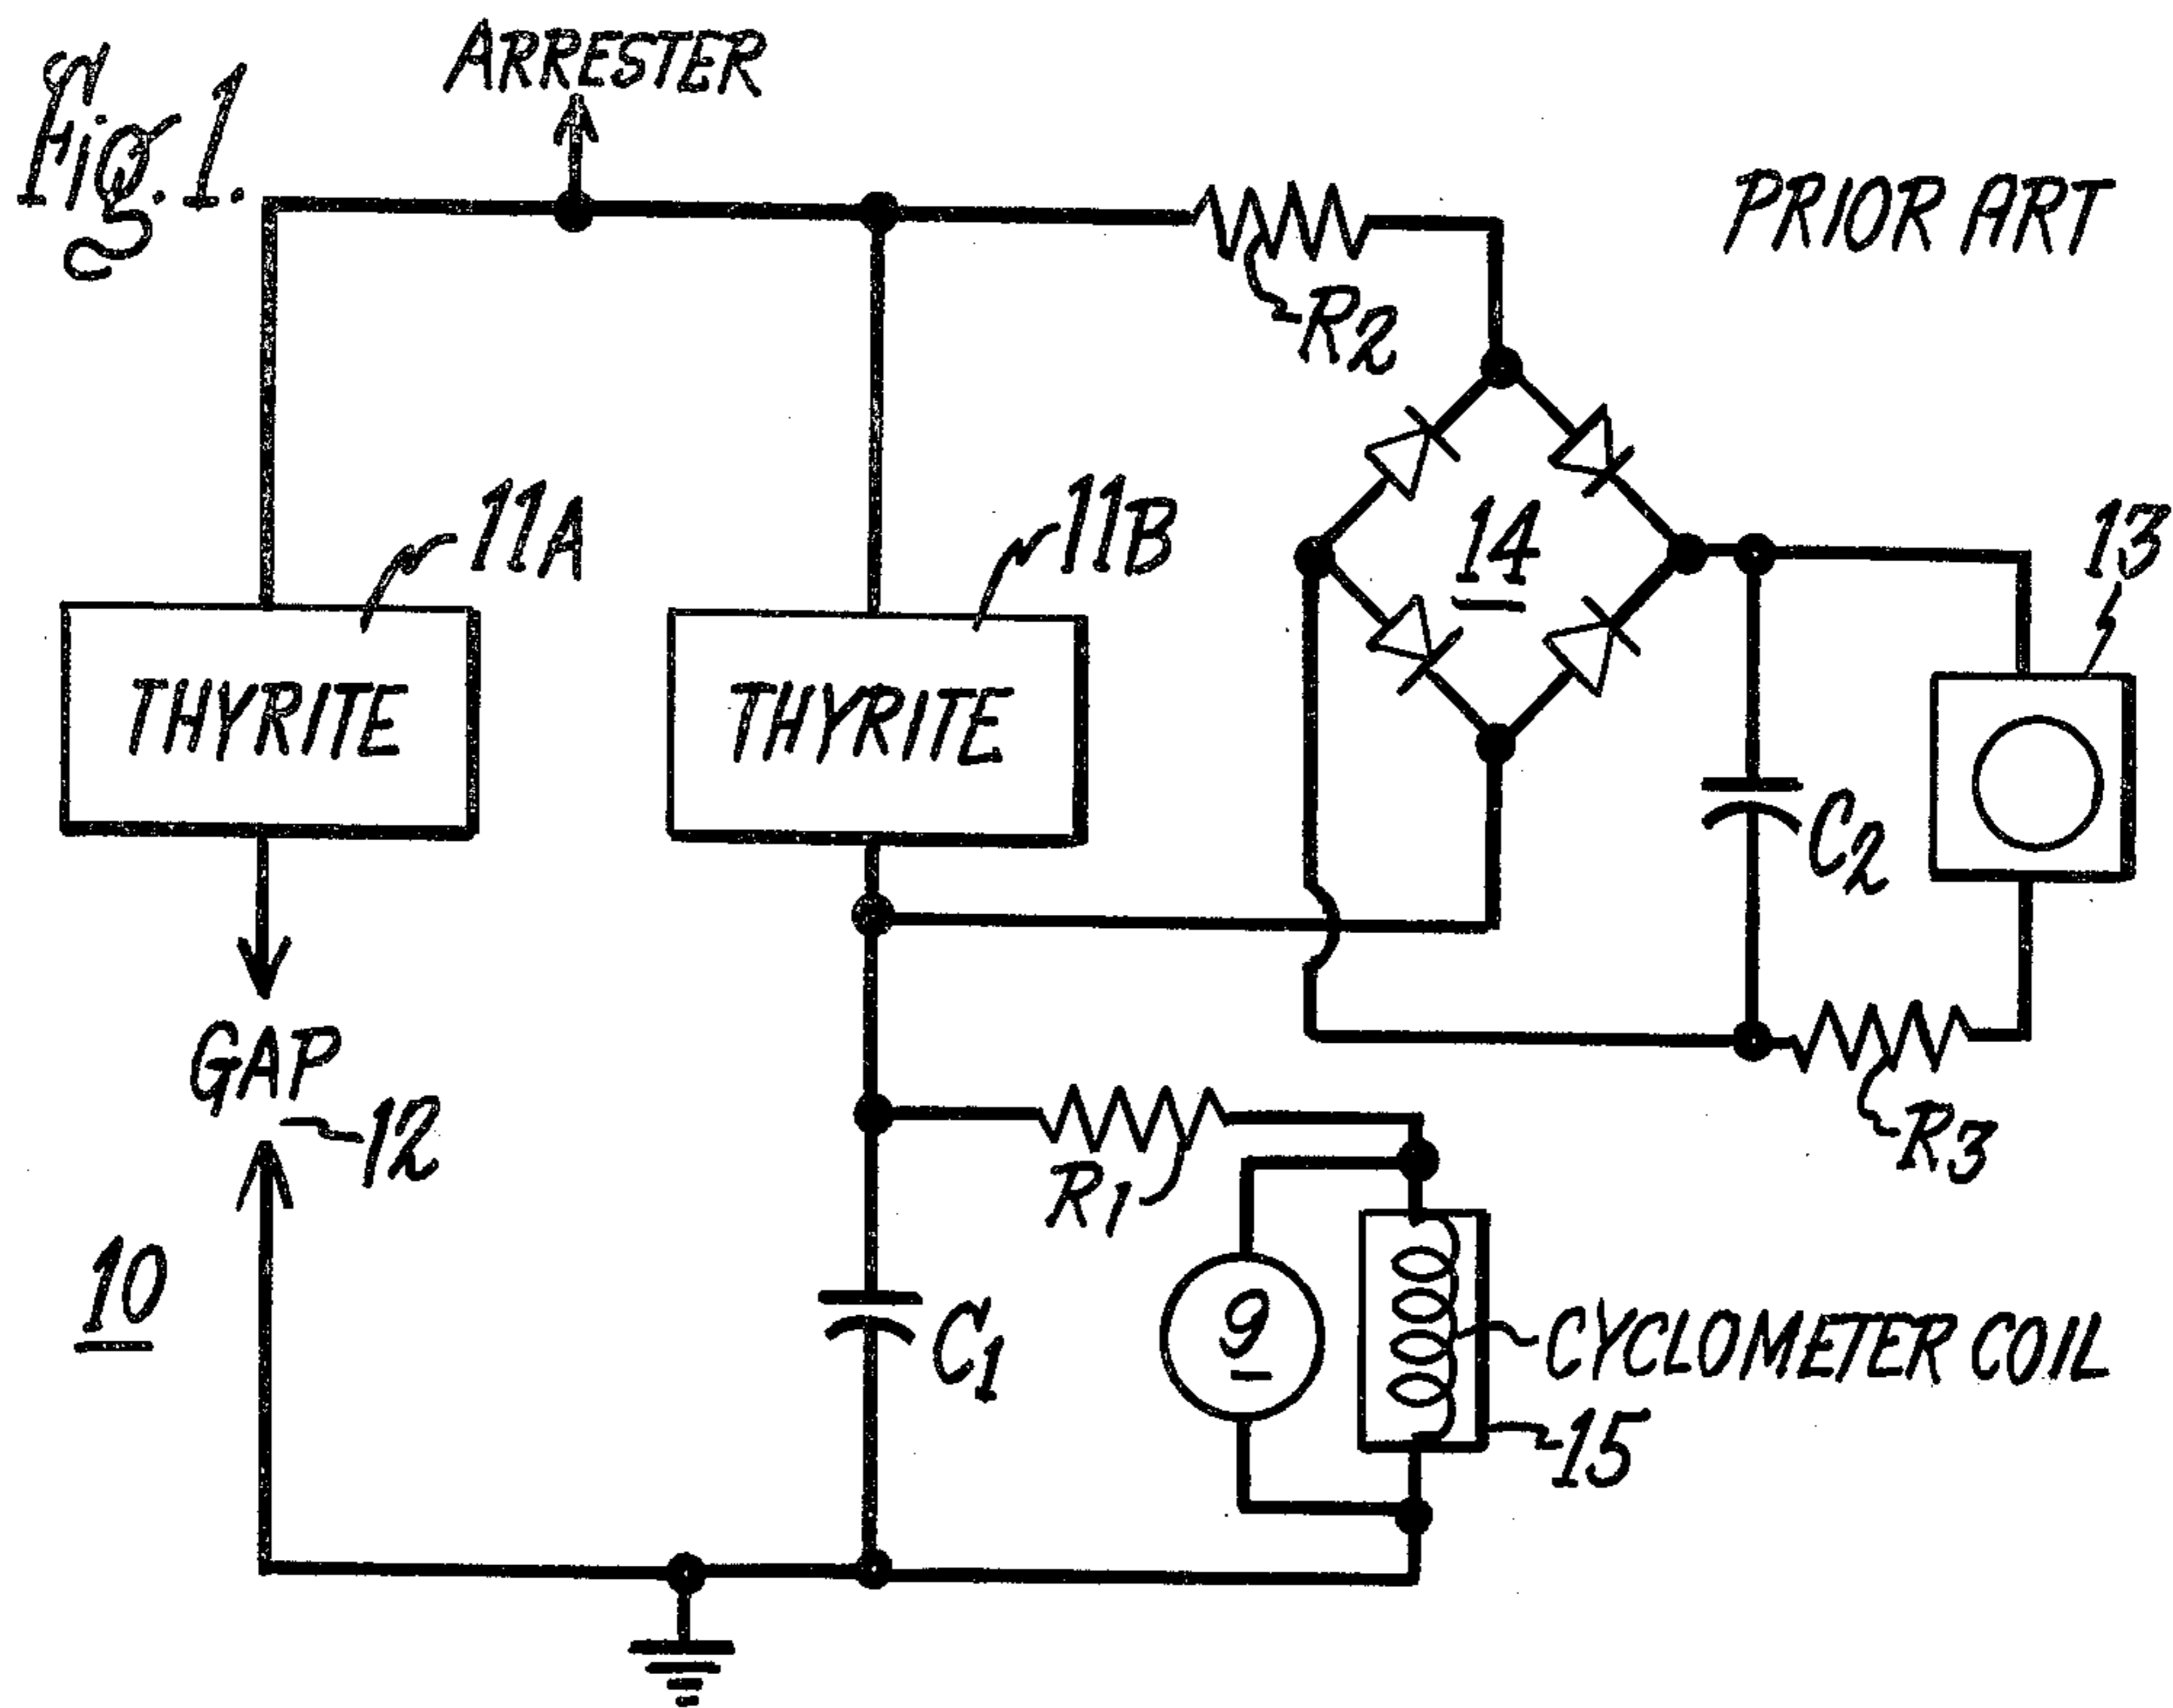 Fig. 1.
ARRESTER
PRIOR ART
R2
11A
11B
14
13
THYRITE
THYRITE
C2
GAP
12
R3
R1
10
C1
9
CYCLOMETER COIL
15